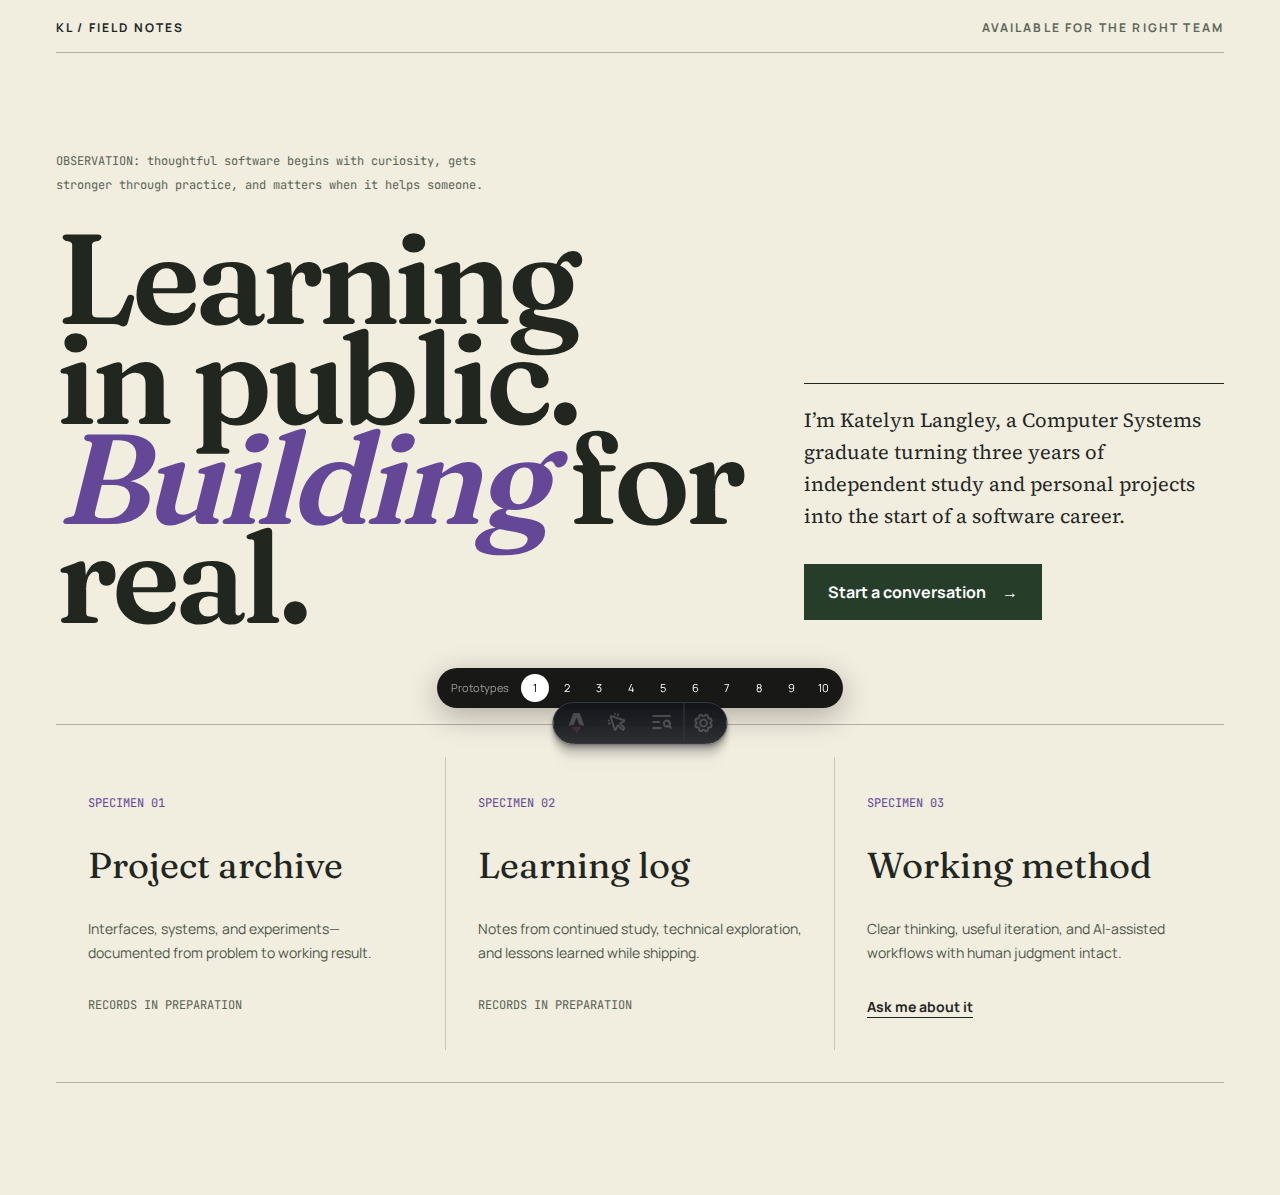 KL / FIELD NOTES
AVAILABLE FOR THE RIGHT TEAM
OBSERVATION: thoughtful software begins with curiosity, gets
stronger through practice, and matters when it helps someone.
Learning
in public.
Building for
real.
I’m Katelyn Langley, a Computer Systems
graduate turning three years of
independent study and personal projects
into the start of a software career.
Start a conversation →
Prototypes 1 2 3 4 5 6 7 8 9 10
SPECIMEN 01
Project archive
Interfaces, systems, and experiments—
documented from problem to working result.
RECORDS IN PREPARATION
SPECIMEN 02
Learning log
Notes from continued study, technical exploration,
and lessons learned while shipping.
RECORDS IN PREPARATION
SPECIMEN 03
Working method
Clear thinking, useful iteration, and AI-assisted
workflows with human judgment intact.
Ask me about it